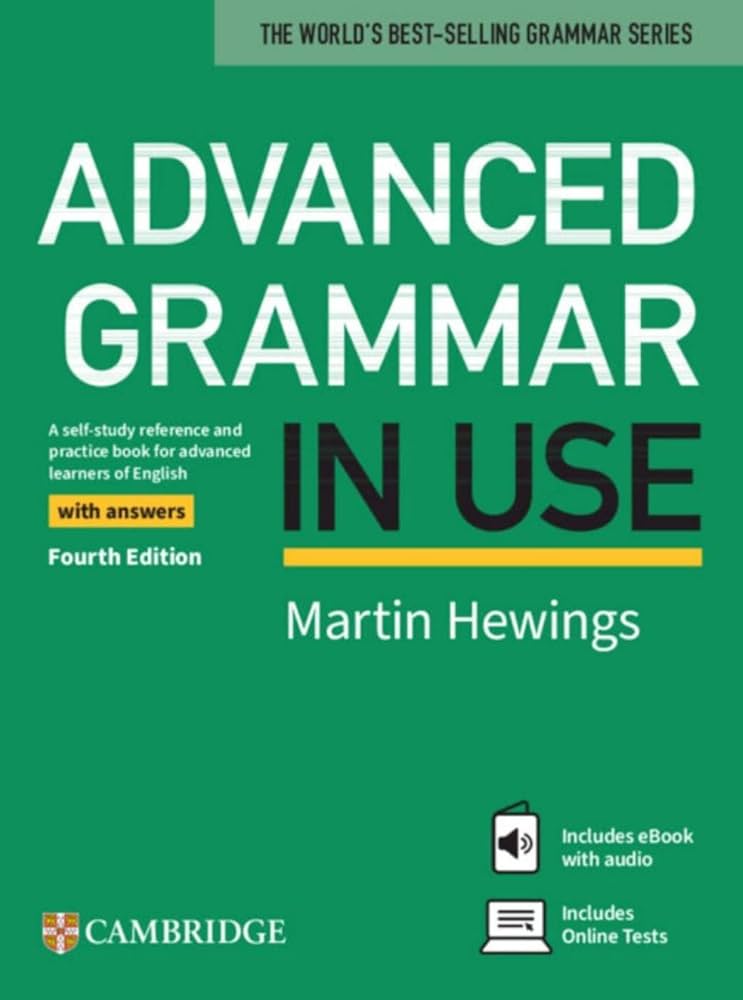 THE WORLD'S BEST-SELLING GRAMMAR SERIES
ADVANCED
GRAMMAR
IN USE
A self-study reference and
practice book for advanced
learners of English
with answers
Fourth Edition
Martin Hewings
Includes eBook
with audio
Includes
Online Tests
CAMBRIDGE